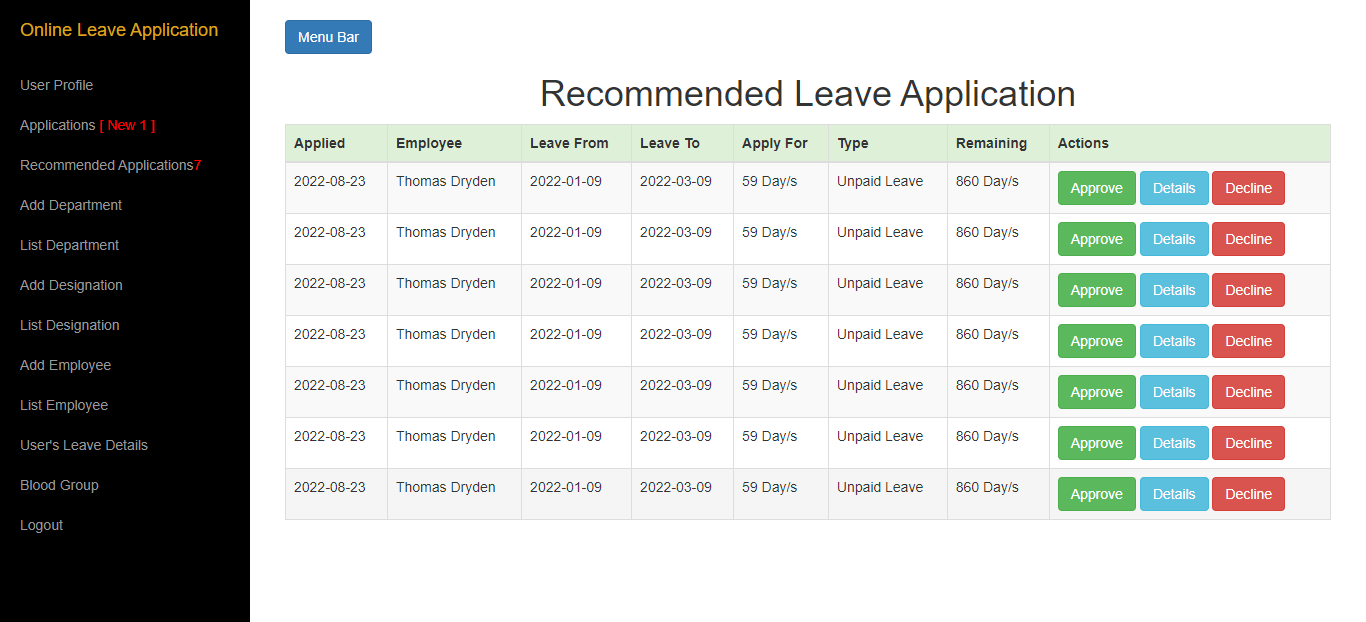 Online Leave Application
User Profile
Applications [ New 1 ]
Recommended Applications7
Add Department
List Department
Add Designation
List Designation
Add Employee
List Employee
User's Leave Details
Blood Group
Logout
Menu Bar
Recommended Leave Application
Applied Employee Leave From Leave To Apply For Type Remaining Actions
2022-08-23 Thomas Dryden 2022-01-09 2022-03-09 59 Day/s Unpaid Leave 860 Day/s Approve Details Decline
2022-08-23 Thomas Dryden 2022-01-09 2022-03-09 59 Day/s Unpaid Leave 860 Day/s Approve Details Decline
2022-08-23 Thomas Dryden 2022-01-09 2022-03-09 59 Day/s Unpaid Leave 860 Day/s Approve Details Decline
2022-08-23 Thomas Dryden 2022-01-09 2022-03-09 59 Day/s Unpaid Leave 860 Day/s Approve Details Decline
2022-08-23 Thomas Dryden 2022-01-09 2022-03-09 59 Day/s Unpaid Leave 860 Day/s Approve Details Decline
2022-08-23 Thomas Dryden 2022-01-09 2022-03-09 59 Day/s Unpaid Leave 860 Day/s Approve Details Decline
2022-08-23 Thomas Dryden 2022-01-09 2022-03-09 59 Day/s Unpaid Leave 860 Day/s Approve Details Decline